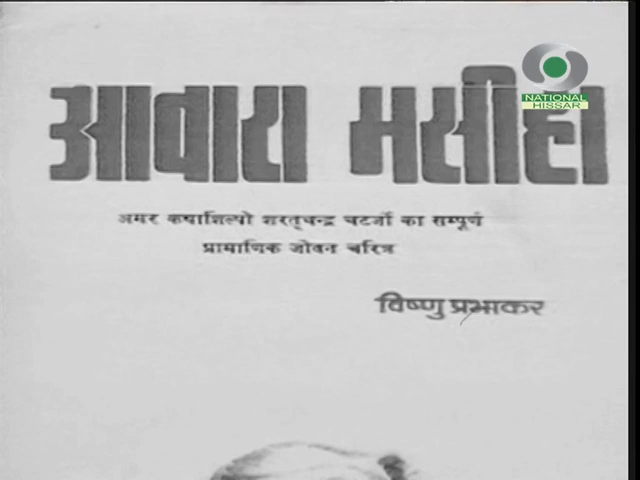 आवारा मसीहा
NATIONAL
HISSAR
अमर कथाशिल्पी शरत्चन्द्र चटर्जी का सम्पूर्ण
प्रामाणिक जीवन चरित्र
विष्णु प्रभाकर